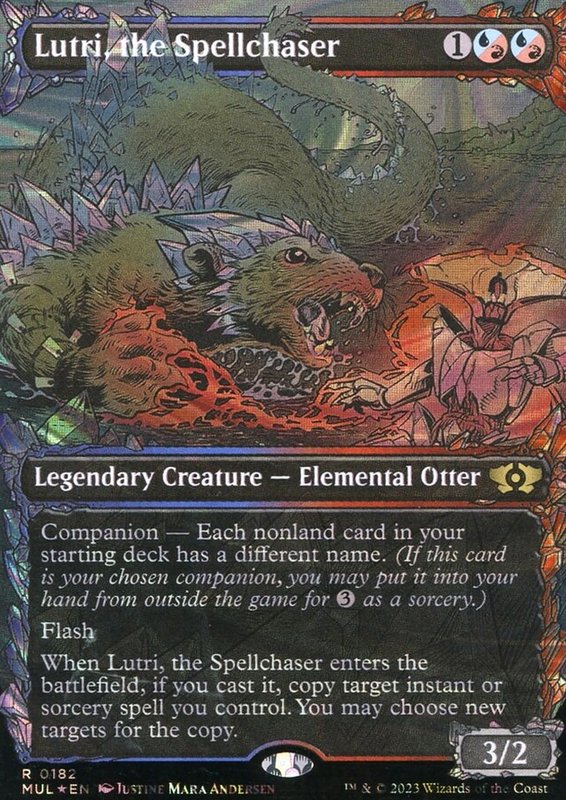 Lutri, the Spellchaser 1
Legendary Creature — Elemental Otter
Companion — Each nonland card in your
starting deck has a different name. (If this card
is your chosen companion, you may put it into your
hand from outside the game for 3 as a sorcery.)
Flash
When Lutri, the Spellchaser enters the
battlefield, if you cast it, copy target instant or
sorcery spell you control. You may choose new
targets for the copy.
3/2
R 0182
MUL ★ EN Justine Mara Andersen ™ & © 2023 Wizards of the Coast